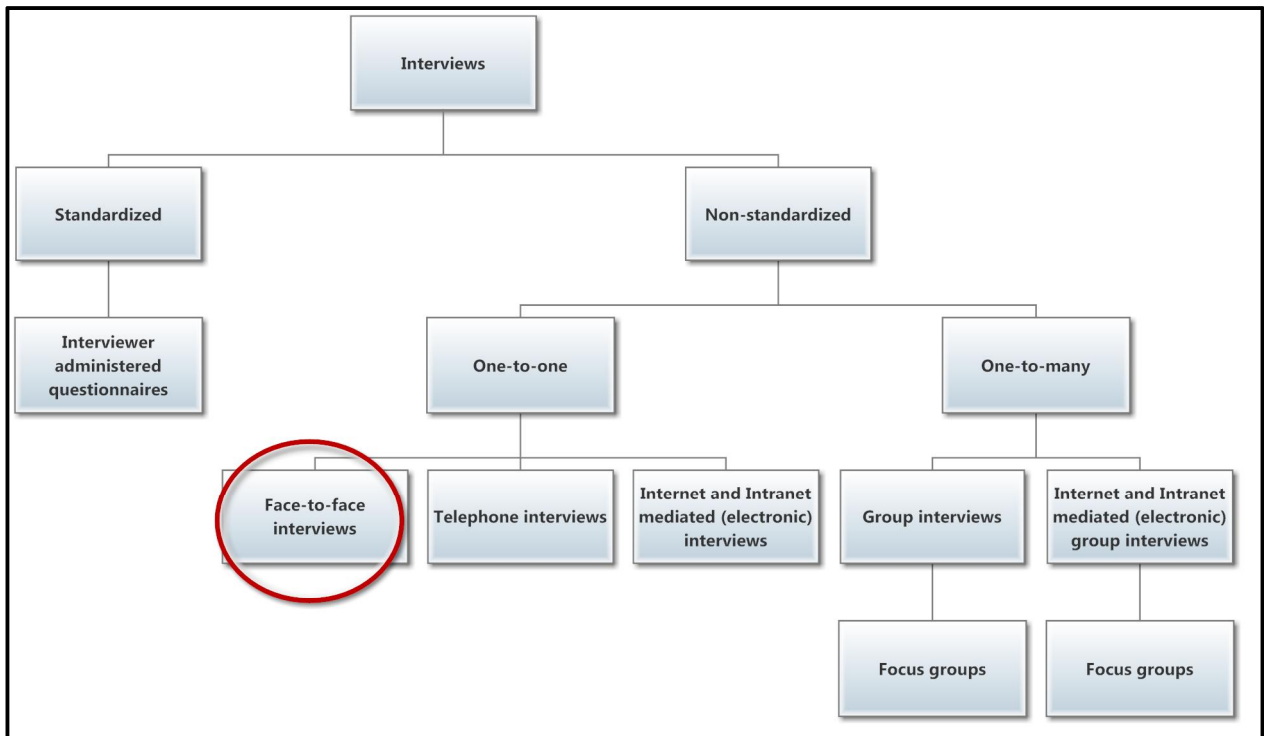 Interviews
Standardized
Non-standardized
Interviewer
administered
questionnaires
One-to-one
One-to-many
Face-to-face
interviews
Telephone interviews
Internet and Intranet
mediated (electronic)
interviews
Group interviews
Internet and Intranet
mediated (electronic)
group interviews
Focus groups
Focus groups